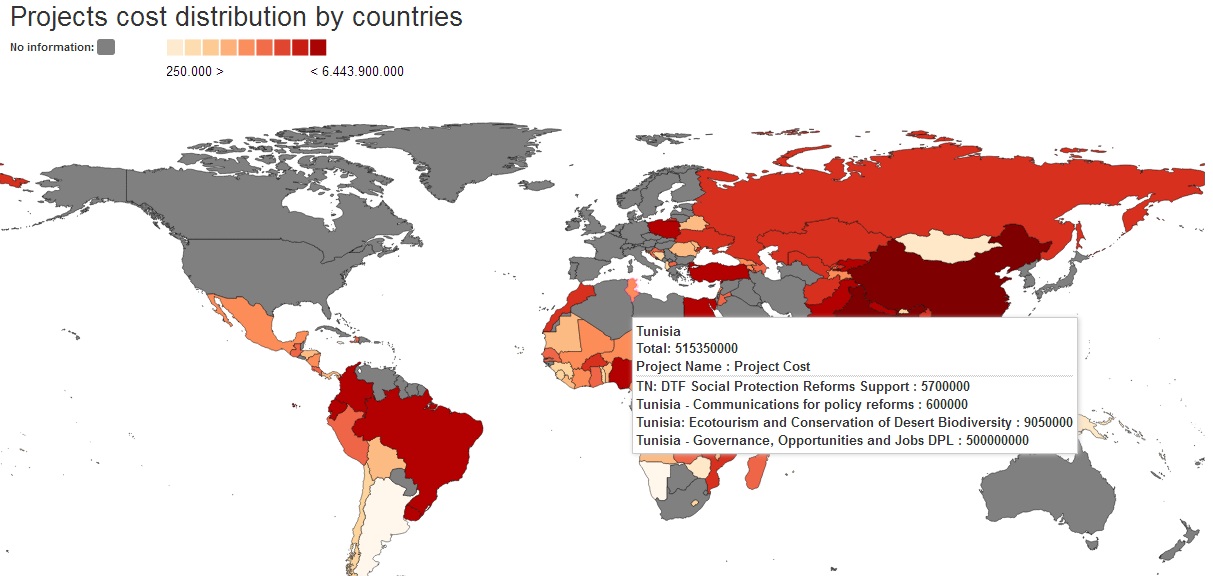 Projects cost distribution by countries
No information:
250.000 > < 6.443.900.000
Tunisia
Total: 515350000
Project Name : Project Cost
TN: DTF Social Protection Reforms Support : 5700000
Tunisia - Communications for policy reforms : 600000
Tunisia: Ecotourism and Conservation of Desert Biodiversity : 9050000
Tunisia - Governance, Opportunities and Jobs DPL : 500000000